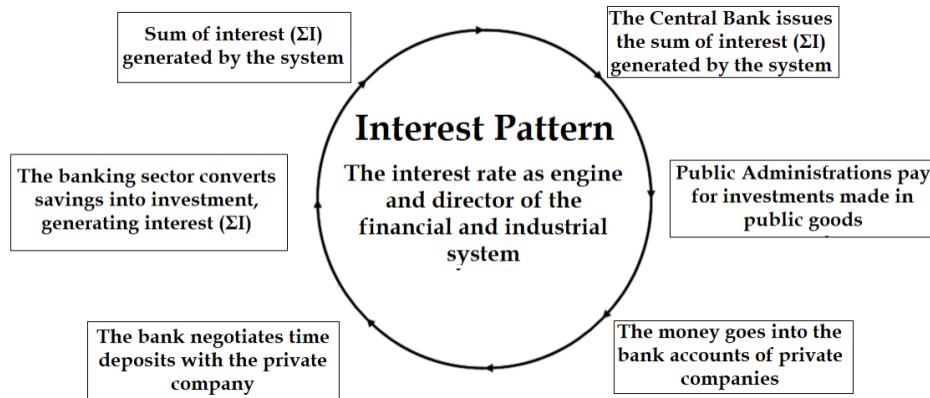 Sum of interest (ΣI)
generated by the system
The Central Bank issues
the sum of interest (ΣI)
generated by the system
Interest Pattern
The interest rate as engine
and director of the
financial and industrial
system
The banking sector converts
savings into investment,
generating interest (ΣI)
Public Administrations pay
for investments made in
public goods
The bank negotiates time
deposits with the private
company
The money goes into the
bank accounts of private
companies